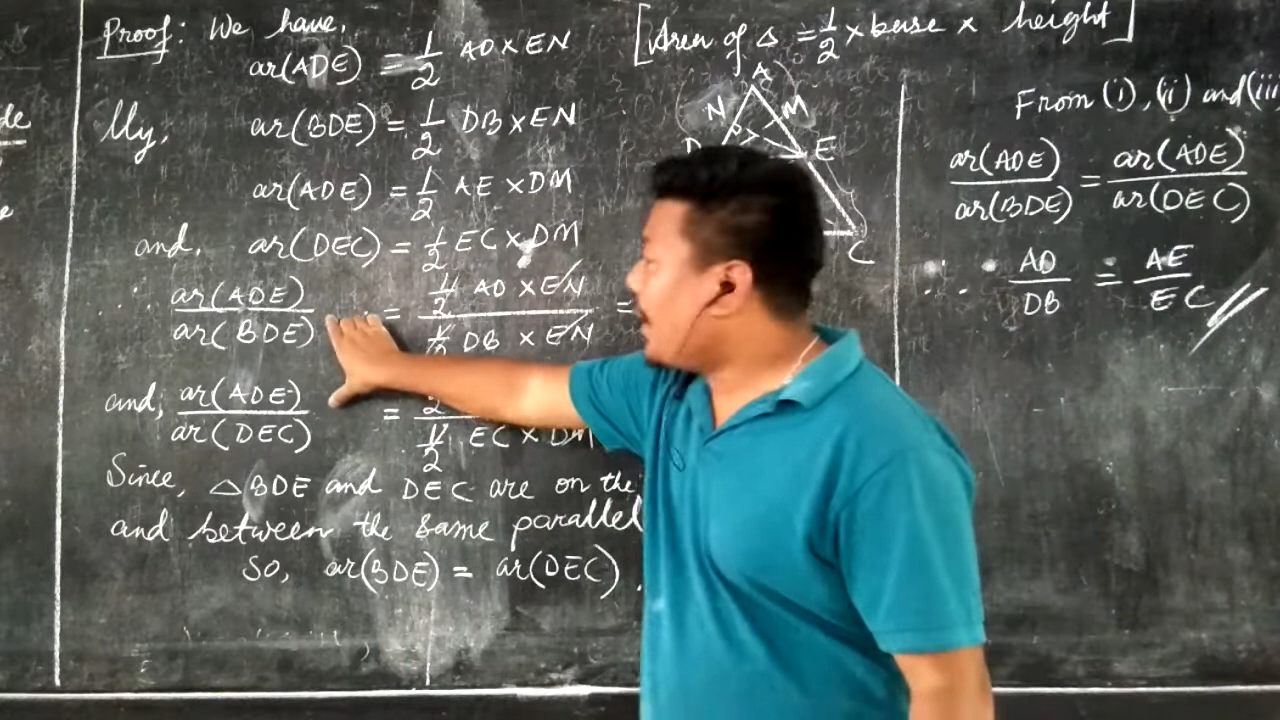 Proof: We have,
ar(ADE) = 1/2 AD×EN [Area of △ = 1/2 × base × height]
llly, ar(BDE) = 1/2 DB×EN
ar(ADE) = 1/2 AE×DM
and, ar(DEC) = 1/2 EC×DM
∴ ar(ADE)/ar(BDE) = 1/2 AD × EN / 1/2 DB × EN =
and, ar(ADE)/ar(DEC) = 1/2 EC × DM
Since, △BDE and DEC are on the
and between the same parallel
So, ar(BDE) = ar(DEC).
A
N M
D E
C
From (i), (ii) and (iii
ar(ADE)/ar(BDE) = ar(ADE)/ar(DEC)
∴ AD/DB = AE/EC //